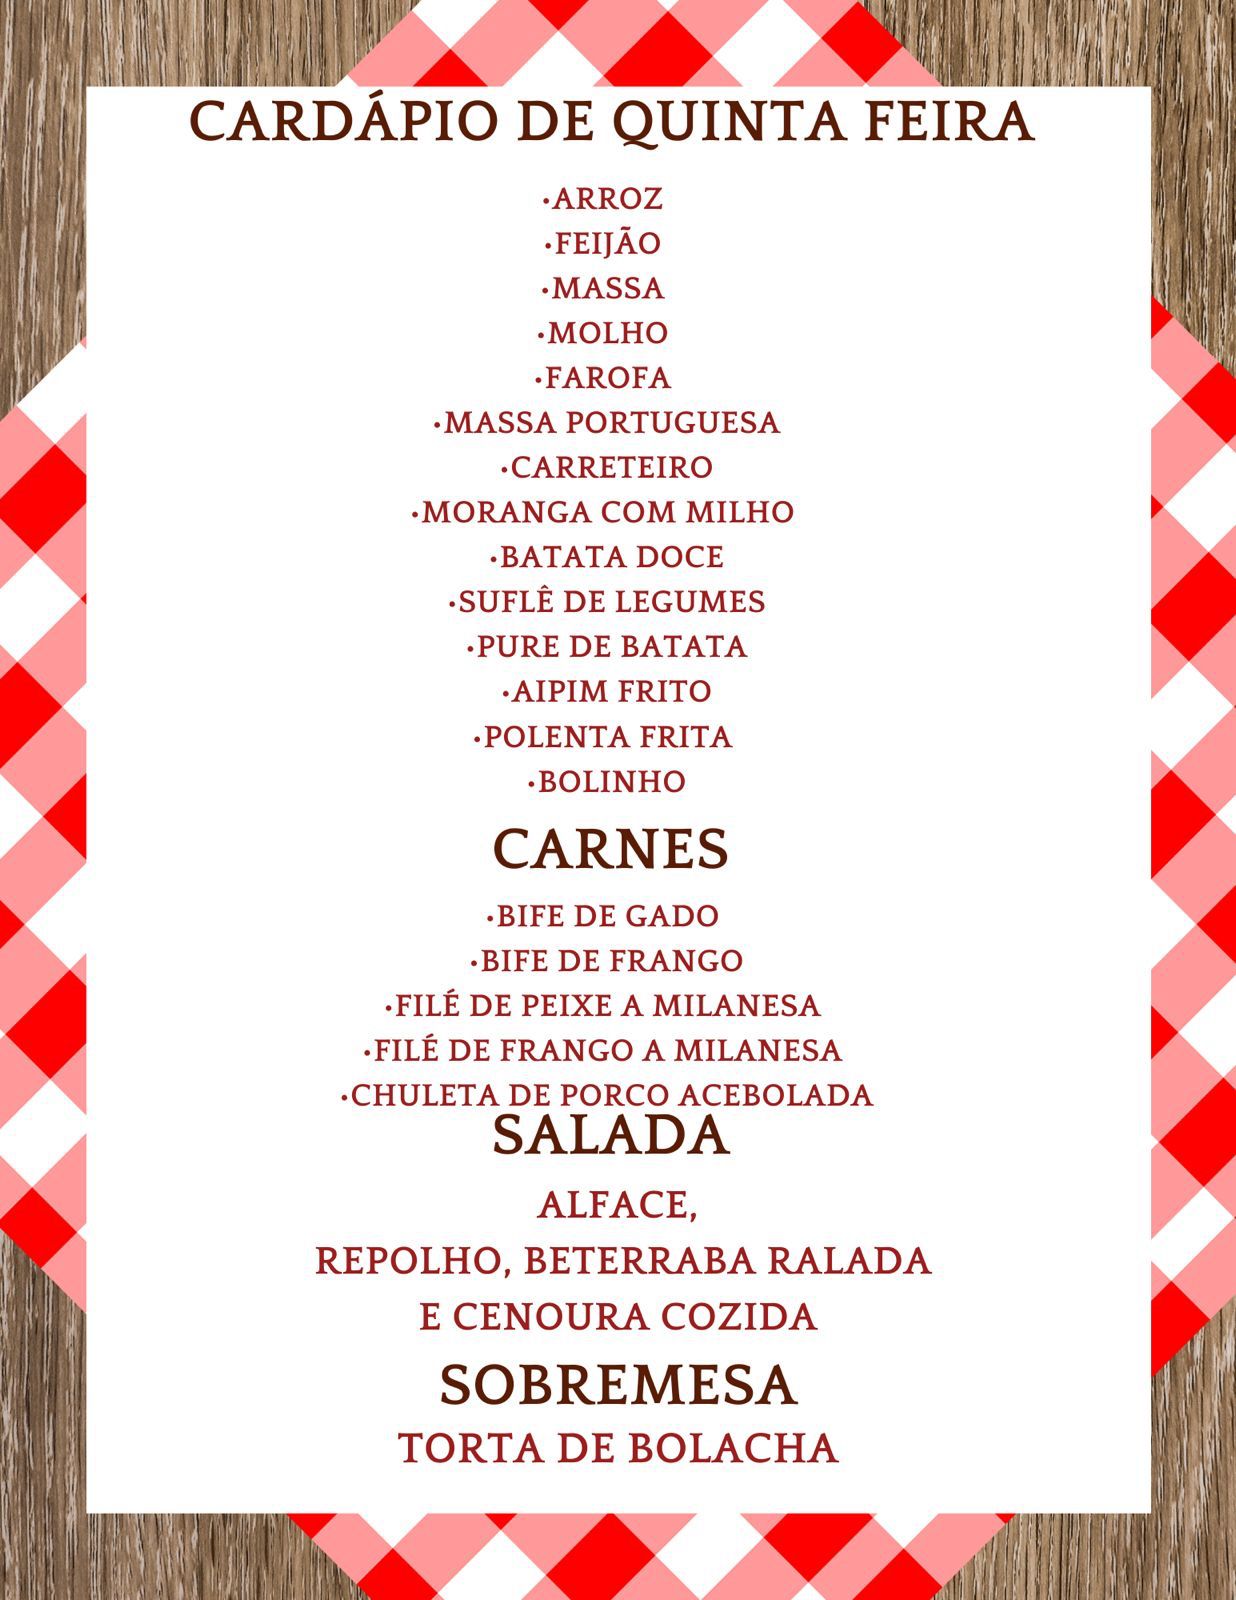 CARDÁPIO DE QUINTA FEIRA
•ARROZ
•FEIJÃO
•MASSA
•MOLHO
•FAROFA
•MASSA PORTUGUESA
•CARRETEIRO
•MORANGA COM MILHO
•BATATA DOCE
•SUFLÊ DE LEGUMES
•PURE DE BATATA
•AIPIM FRITO
•POLENTA FRITA
•BOLINHO
CARNES
•BIFE DE GADO
•BIFE DE FRANGO
•FILÉ DE PEIXE A MILANESA
•FILÉ DE FRANGO A MILANESA
•CHULETA DE PORCO ACEBOLADA
SALADA
ALFACE,
REPOLHO, BETERRABA RALADA
E CENOURA COZIDA
SOBREMESA
TORTA DE BOLACHA